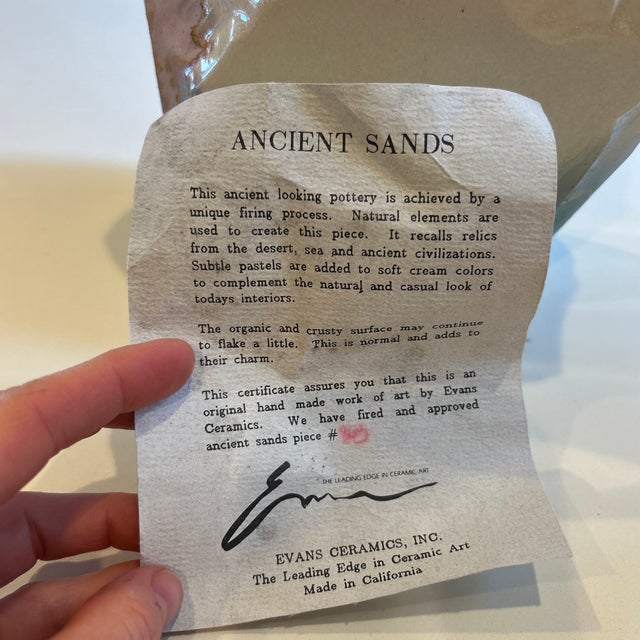 ANCIENT SANDS
This ancient looking pottery is achieved by a
unique firing process. Natural elements are
used to create this piece. It recalls relics
from the desert, sea and ancient civilizations.
Subtle pastels are added to soft cream colors
to complement the natural and casual look of
todays interiors.
The organic and crusty surface may continue
to flake a little. This is normal and adds to
their charm.
This certificate assures you that this is an
original hand made work of art by Evans
Ceramics. We have fired and approved
ancient sands piece #
THE LEADING EDGE IN CERAMIC ART
EVANS CERAMICS, INC.
The Leading Edge in Ceramic Art
Made in California